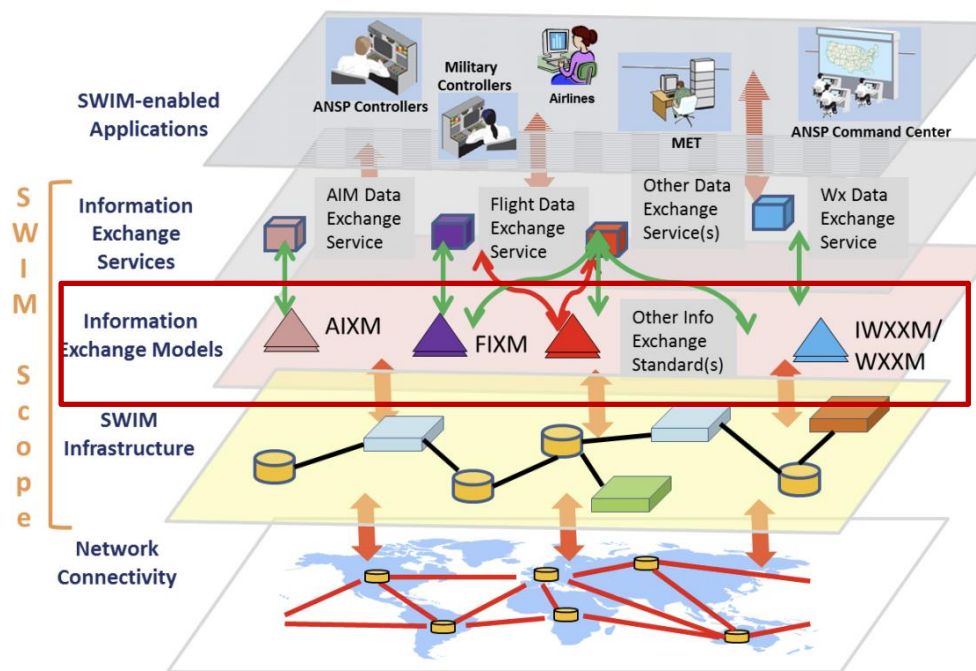 SWIM-enabled
Applications
ANSP Controllers
Military
Controllers
Airlines
MET
ANSP Command Center
SWIM Scope
Information
Exchange
Services
AIM Data
Exchange
Service
Flight Data
Exchange
Service
Other Data
Exchange
Service(s)
Wx Data
Exchange
Service
Information
Exchange Models
AIXM
FIXM
Other Info
Exchange
Standard(s)
IWXXM/
WXXM
SWIM
Infrastructure
Network
Connectivity